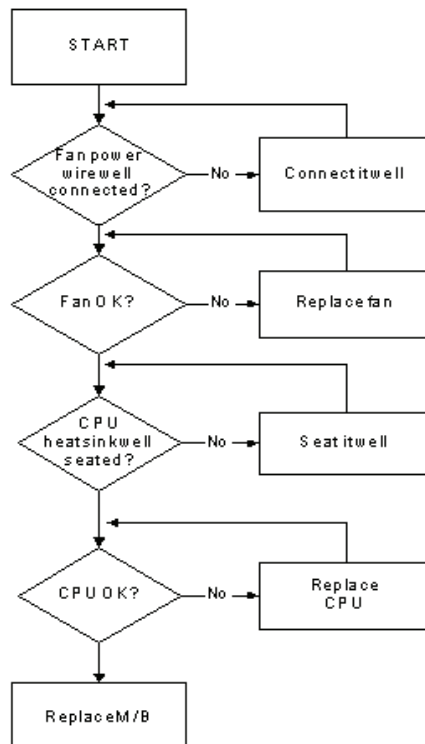 START
Fan power
wire well
connected?
No
Connect it well
Fan OK?
No
Replace fan
CPU
heatsink well
seated?
No
Seat it well
CPU OK?
No
Replace
CPU
Replace M/B